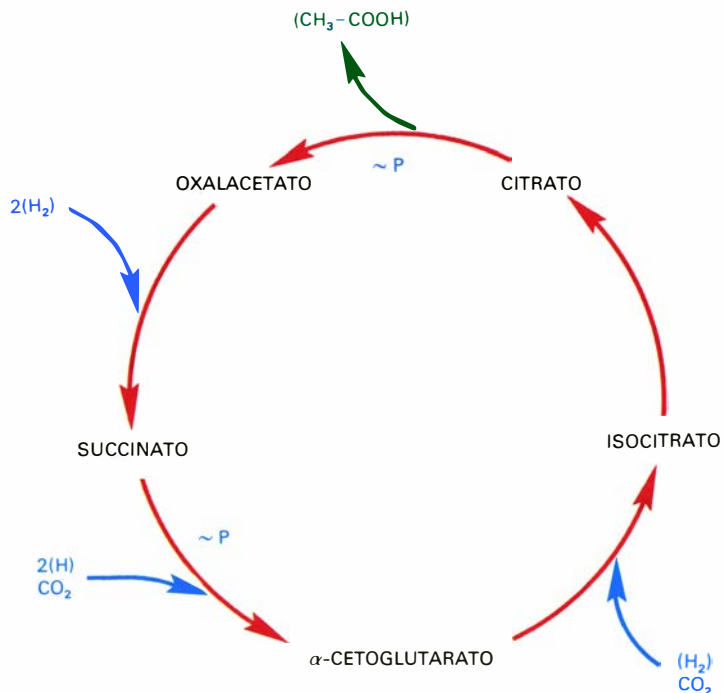 (CH₃–COOH)
~ P
OXALACETATO
CITRATO
2(H₂)
SUCCINATO
ISOCITRATO
~ P
2(H)
CO₂
α-CETOGLUTARATO
(H₂)
CO₂